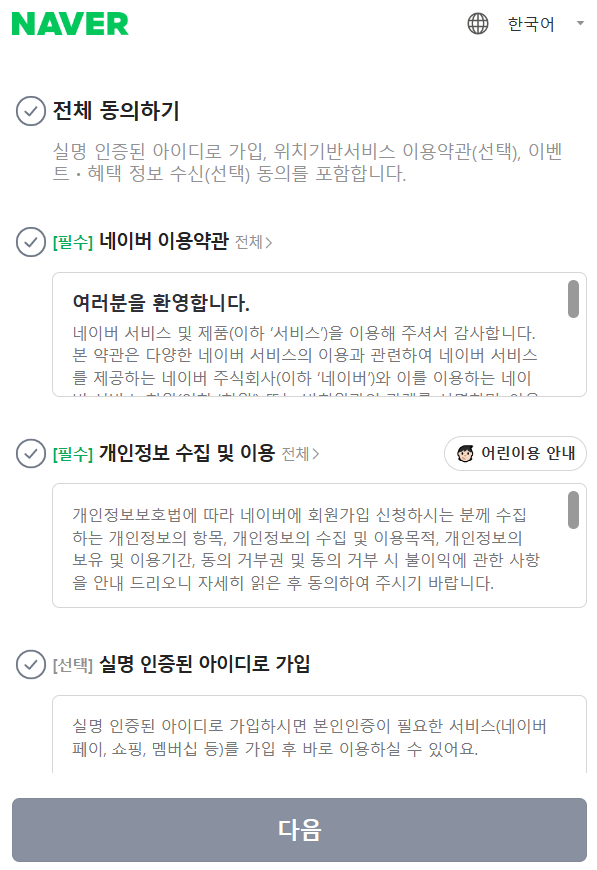 NAVER
한국어
전체 동의하기
실명 인증된 아이디로 가입, 위치기반서비스 이용약관(선택), 이벤
트・혜택 정보 수신(선택) 동의를 포함합니다.
[필수] 네이버 이용약관 전체
여러분을 환영합니다.
네이버 서비스 및 제품(이하 ‘서비스’)을 이용해 주셔서 감사합니다.
본 약관은 다양한 네이버 서비스의 이용과 관련하여 네이버 서비스
를 제공하는 네이버 주식회사(이하 ‘네이버’)와 이를 이용하는 네이
[필수] 개인정보 수집 및 이용 전체
어린이용 안내
개인정보보호법에 따라 네이버에 회원가입 신청하시는 분께 수집
하는 개인정보의 항목, 개인정보의 수집 및 이용목적, 개인정보의
보유 및 이용기간, 동의 거부권 및 동의 거부 시 불이익에 관한 사항
을 안내 드리오니 자세히 읽은 후 동의하여 주시기 바랍니다.
[선택] 실명 인증된 아이디로 가입
실명 인증된 아이디로 가입하시면 본인인증이 필요한 서비스(네이버
페이, 쇼핑, 멤버십 등)를 가입 후 바로 이용하실 수 있어요.
다음